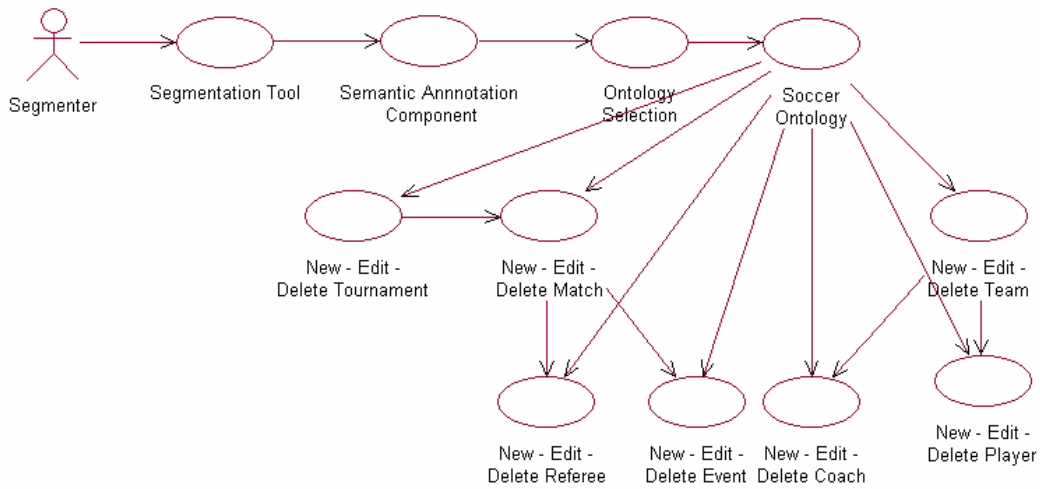 Segmenter
Segmentation Tool
Semantic Annnotation
Component
Ontology
Selection
Soccer
Ontology
New - Edit -
Delete Tournament
New - Edit -
Delete Match
New - Edit -
Delete Team
New - Edit -
Delete Referee
New - Edit -
Delete Event
New - Edit -
Delete Coach
New - Edit -
Delete Player